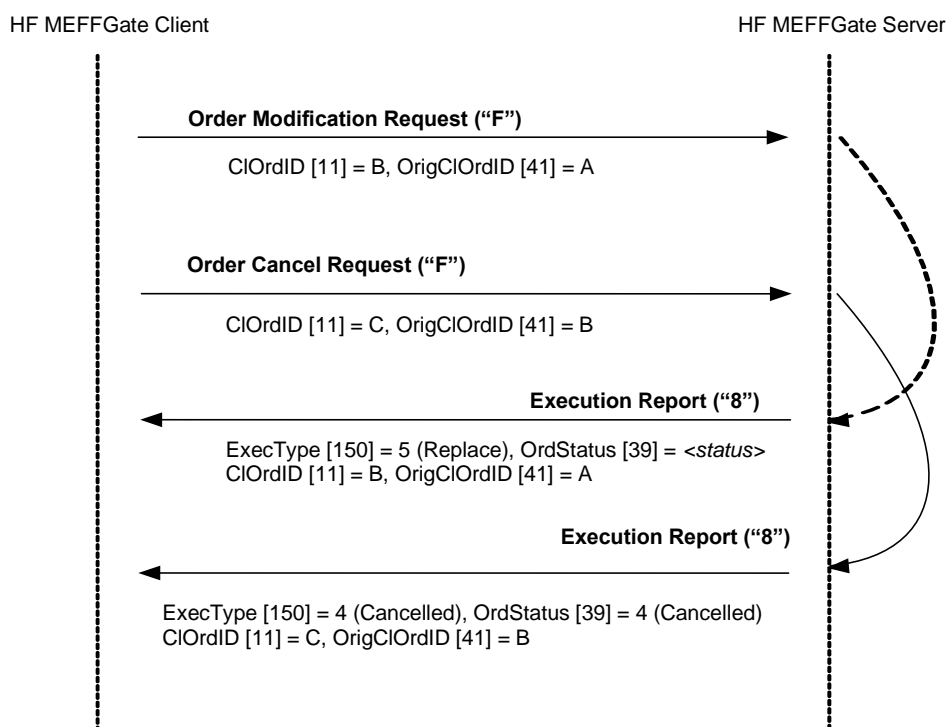 HF MEFFGate Client
HF MEFFGate Server
Order Modification Request (“F”)
ClOrdID [11] = B, OrigClOrdID [41] = A
Order Cancel Request (“F”)
ClOrdID [11] = C, OrigClOrdID [41] = B
Execution Report (“8”)
ExecType [150] = 5 (Replace), OrdStatus [39] = <status>
ClOrdID [11] = B, OrigClOrdID [41] = A
Execution Report (“8”)
ExecType [150] = 4 (Cancelled), OrdStatus [39] = 4 (Cancelled)
ClOrdID [11] = C, OrigClOrdID [41] = B